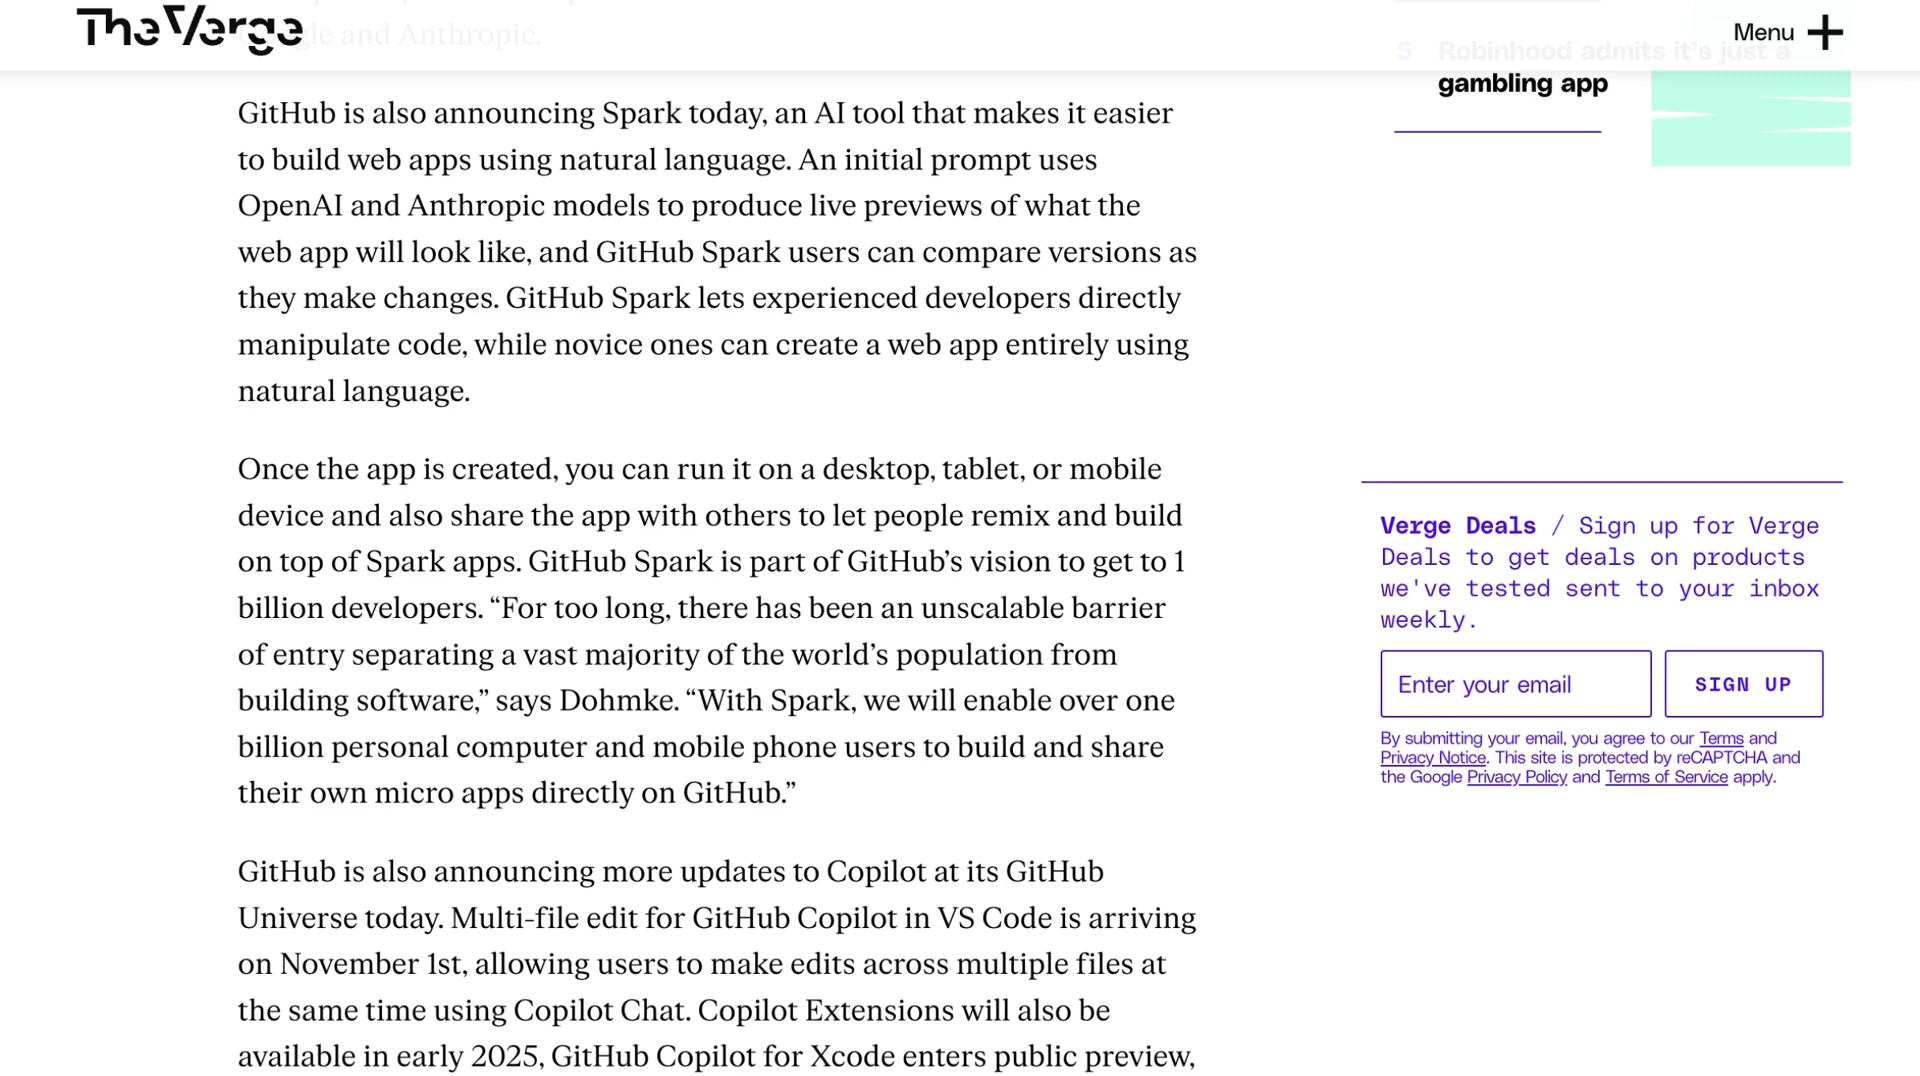 The Verge
Menu
gle and Anthropic.
GitHub is also announcing Spark today, an AI tool that makes it easier
to build web apps using natural language. An initial prompt uses
OpenAI and Anthropic models to produce live previews of what the
web app will look like, and GitHub Spark users can compare versions as
they make changes. GitHub Spark lets experienced developers directly
manipulate code, while novice ones can create a web app entirely using
natural language.
Once the app is created, you can run it on a desktop, tablet, or mobile
device and also share the app with others to let people remix and build
on top of Spark apps. GitHub Spark is part of GitHub’s vision to get to 1
billion developers. “For too long, there has been an unscalable barrier
of entry separating a vast majority of the world’s population from
building software,” says Dohmke. “With Spark, we will enable over one
billion personal computer and mobile phone users to build and share
their own micro apps directly on GitHub.”
GitHub is also announcing more updates to Copilot at its GitHub
Universe today. Multi-file edit for GitHub Copilot in VS Code is arriving
on November 1st, allowing users to make edits across multiple files at
the same time using Copilot Chat. Copilot Extensions will also be
available in early 2025, GitHub Copilot for Xcode enters public preview,
5 Robinhood admits it’s just a
gambling app
Verge Deals / Sign up for Verge
Deals to get deals on products
we've tested sent to your inbox
weekly.
Enter your email
SIGN UP
By submitting your email, you agree to our Terms and
Privacy Notice. This site is protected by reCAPTCHA and
the Google Privacy Policy and Terms of Service apply.